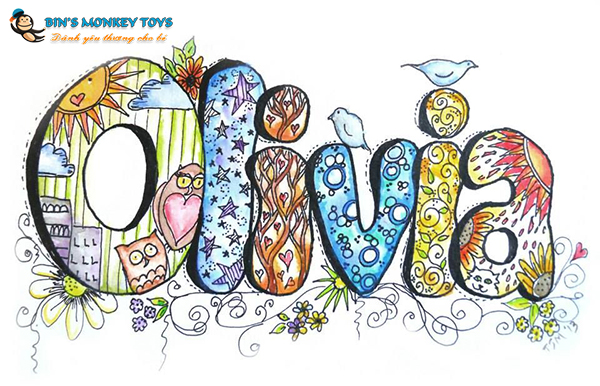 BIN'S MONKEY TOYS
Dành yêu thương cho bé
Olivia